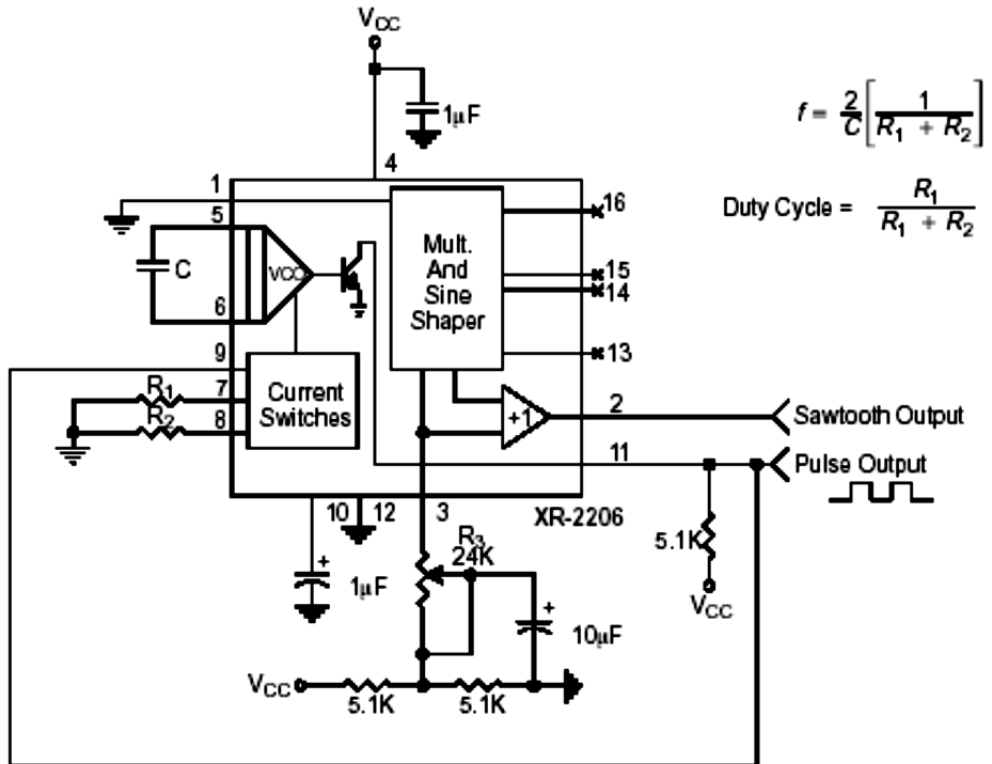 VCC
1µF
f = 2/C [ 1 / (R1 + R2) ]
Duty Cycle = R1 / (R1 + R2)
4
1
16
5
Mult.
And
Sine
Shaper
VCO
15
14
C
6
13
9
R1
7
Current
Switches
R2
8
+1
2
Sawtooth Output
11
Pulse Output
10
12
3
XR-2206
R3
24K
5.1K
1µF
+
VCC
+
10µF
VCC
5.1K
5.1K